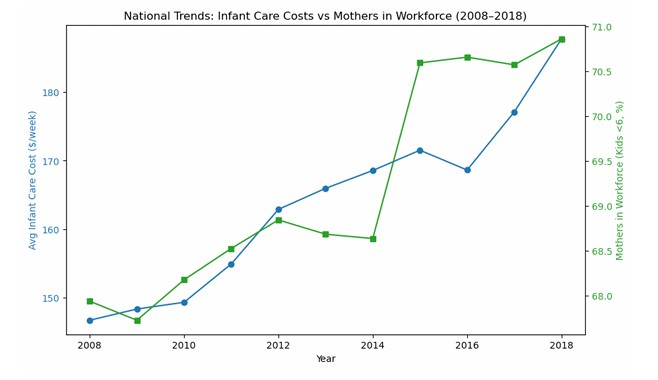 National Trends: Infant Care Costs vs Mothers in Workforce (2008–2018)
Avg Infant Care Cost ($/week)
180
170
160
150
71.0
70.5
70.0
69.5
69.0
68.5
68.0
Mothers in Workforce (Kids <6, %)
2008 2010 2012 2014 2016 2018
Year